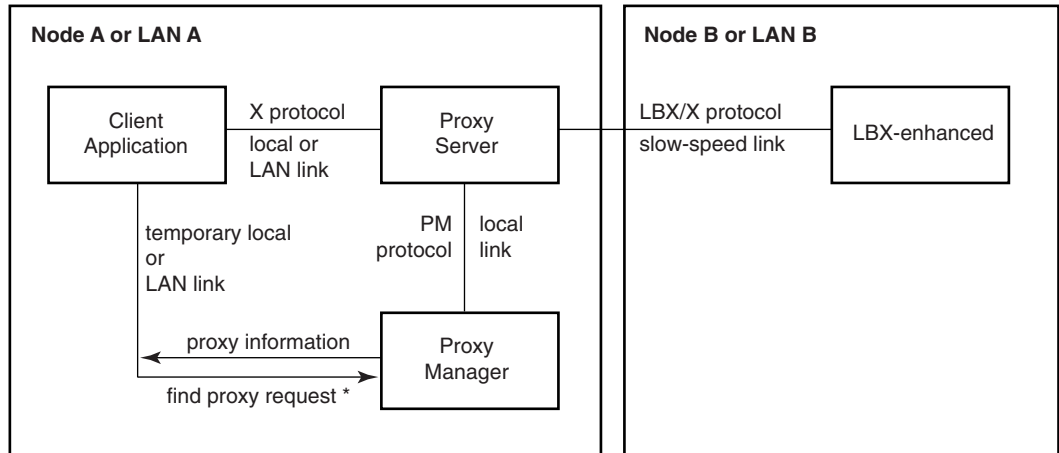 Node A or LAN A
Node B or LAN B
Client
Application
X protocol
local or
LAN link
Proxy
Server
LBX/X protocol
slow-speed link
LBX-enhanced
temporary local
or
LAN link
PM
protocol
local
link
proxy information
find proxy request *
Proxy
Manager